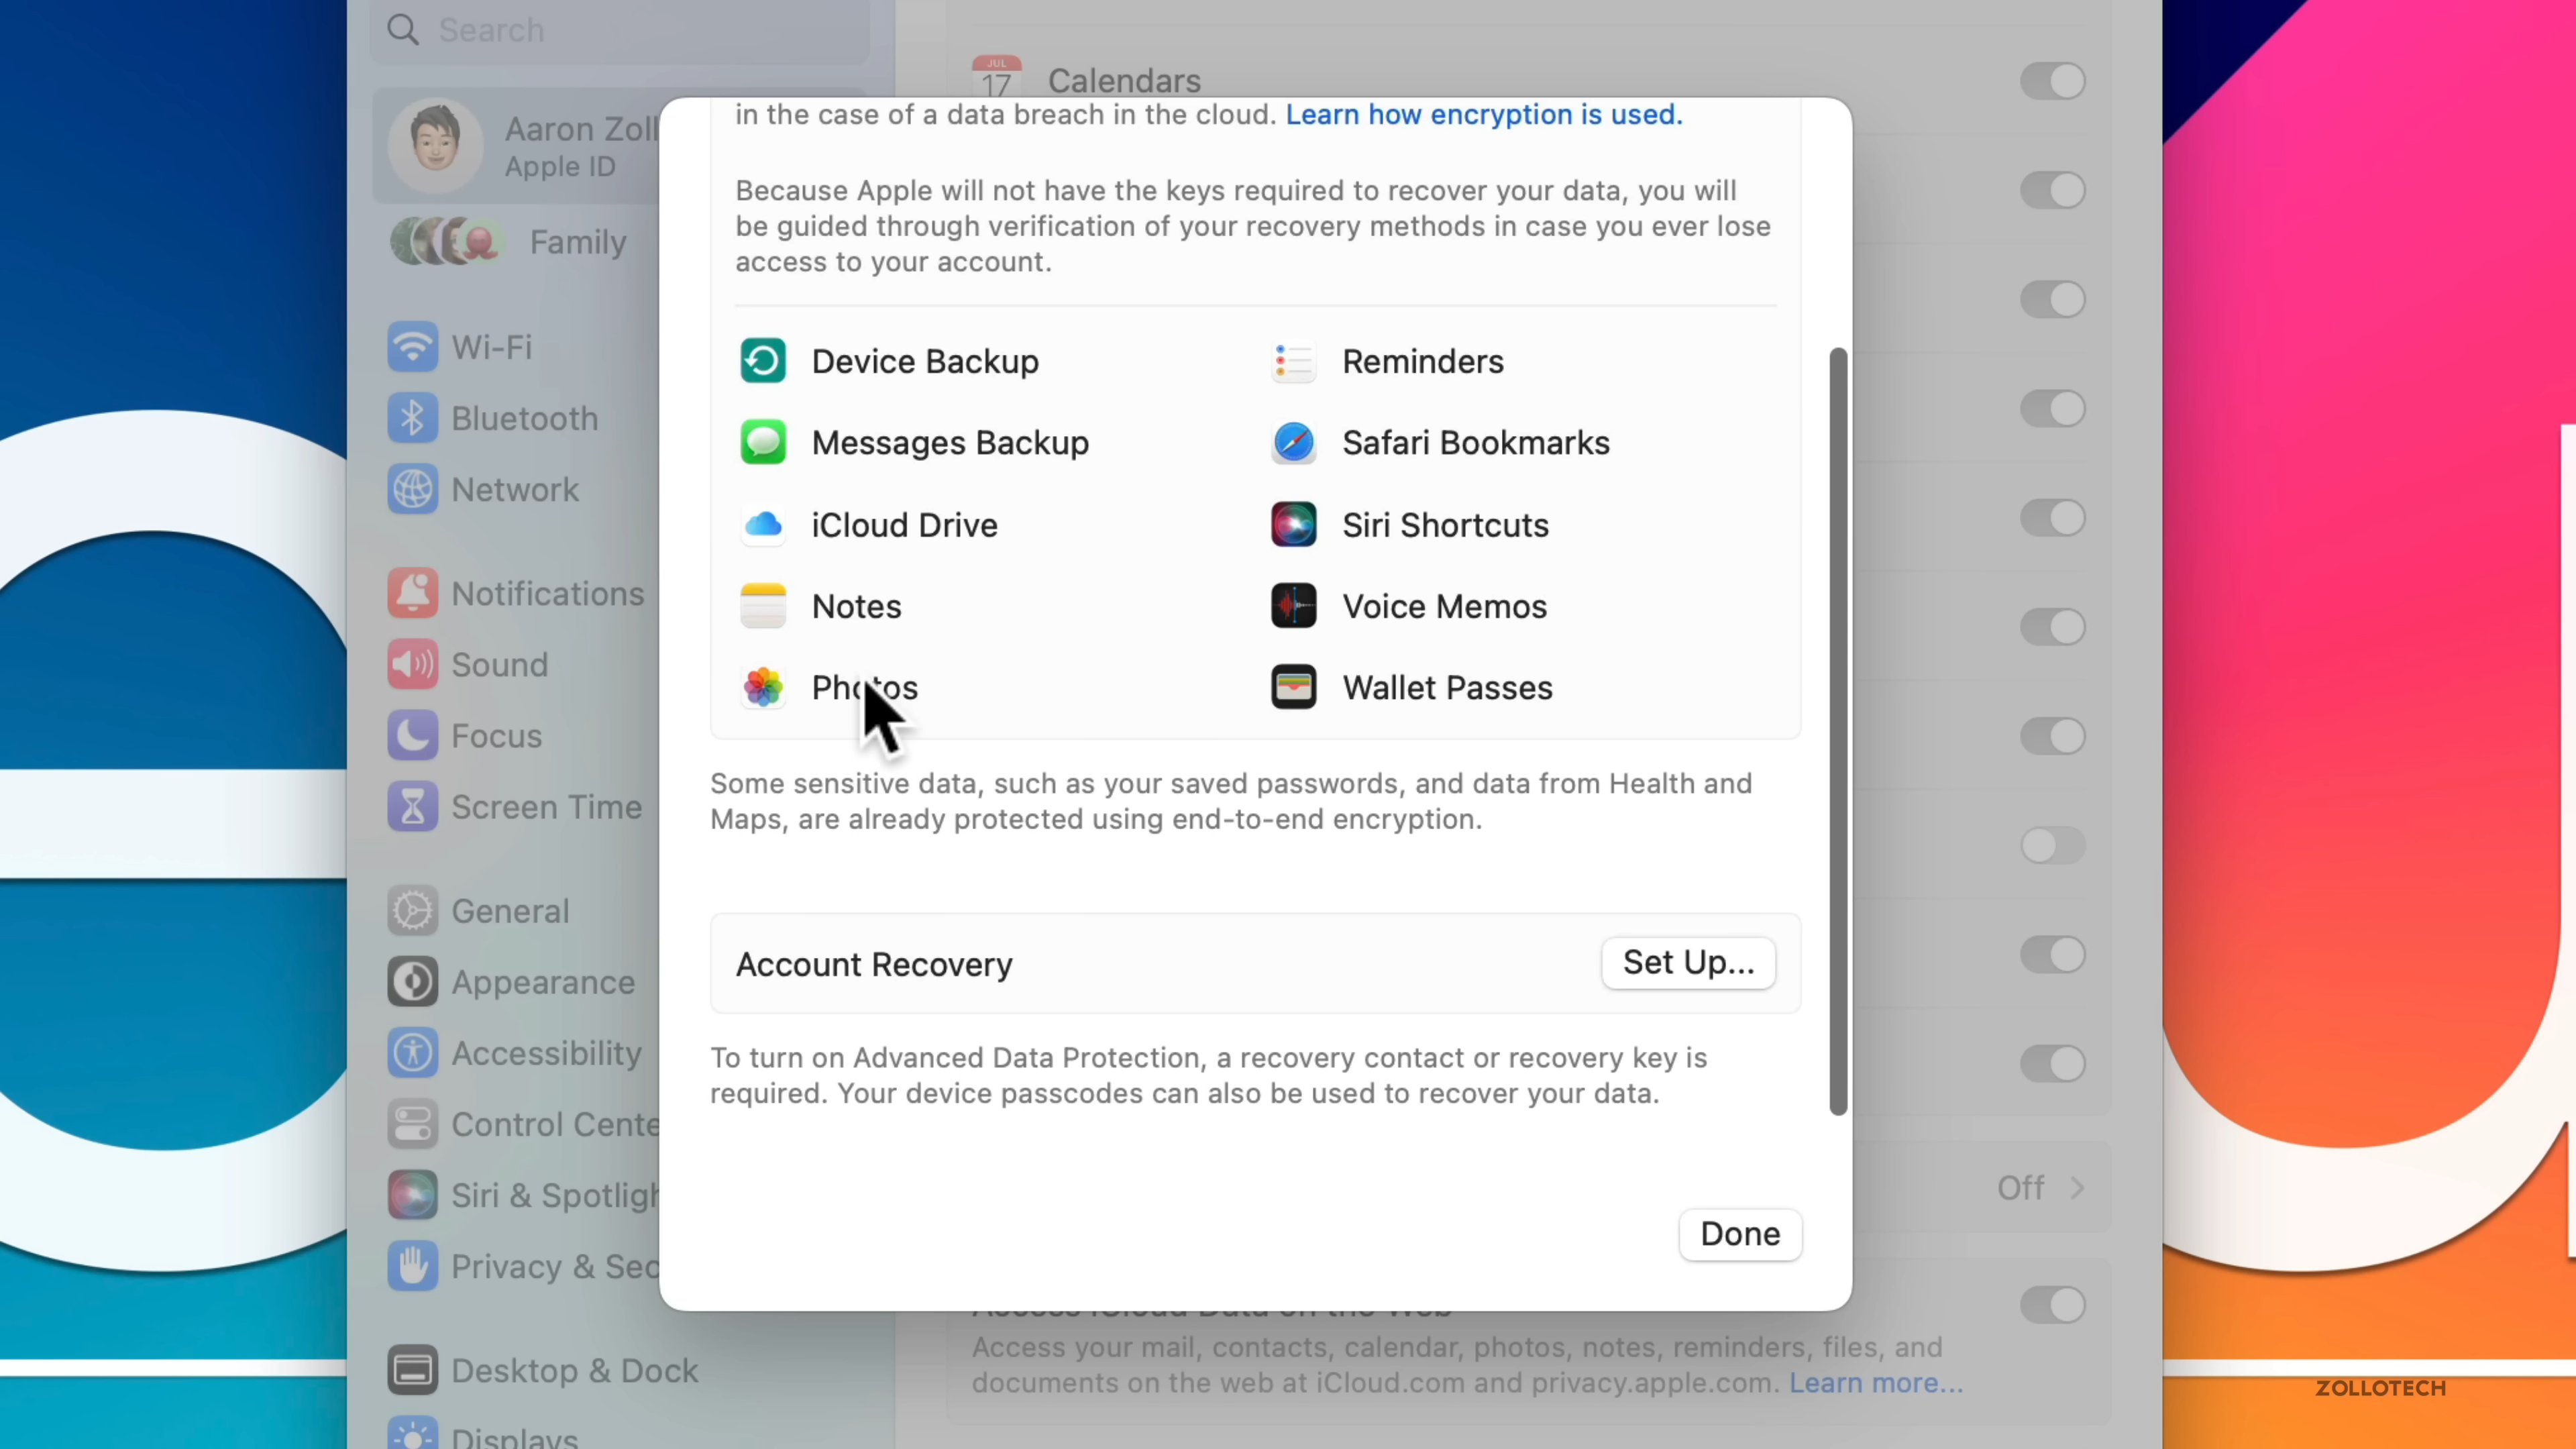 Search
Aaron Zoll
Apple ID
Family
Wi-Fi
Bluetooth
Network
Notifications
Sound
Focus
Screen Time
General
Appearance
Accessibility
Control Cente
Siri & Spotligh
Privacy & Sec
Desktop & Dock
Displays
JUL
17
Calendars
in the case of a data breach in the cloud. Learn how encryption is used.
Because Apple will not have the keys required to recover your data, you will
be guided through verification of your recovery methods in case you ever lose
access to your account.
Device Backup
Reminders
Messages Backup
Safari Bookmarks
iCloud Drive
Siri Shortcuts
Notes
Voice Memos
Photos
Wallet Passes
Some sensitive data, such as your saved passwords, and data from Health and
Maps, are already protected using end-to-end encryption.
Account Recovery
Set Up...
To turn on Advanced Data Protection, a recovery contact or recovery key is
required. Your device passcodes can also be used to recover your data.
Done
Off
Access iCloud Data on the Web
Access your mail, contacts, calendar, photos, notes, reminders, files, and
documents on the web at iCloud.com and privacy.apple.com. Learn more...
ZOLLOTECH